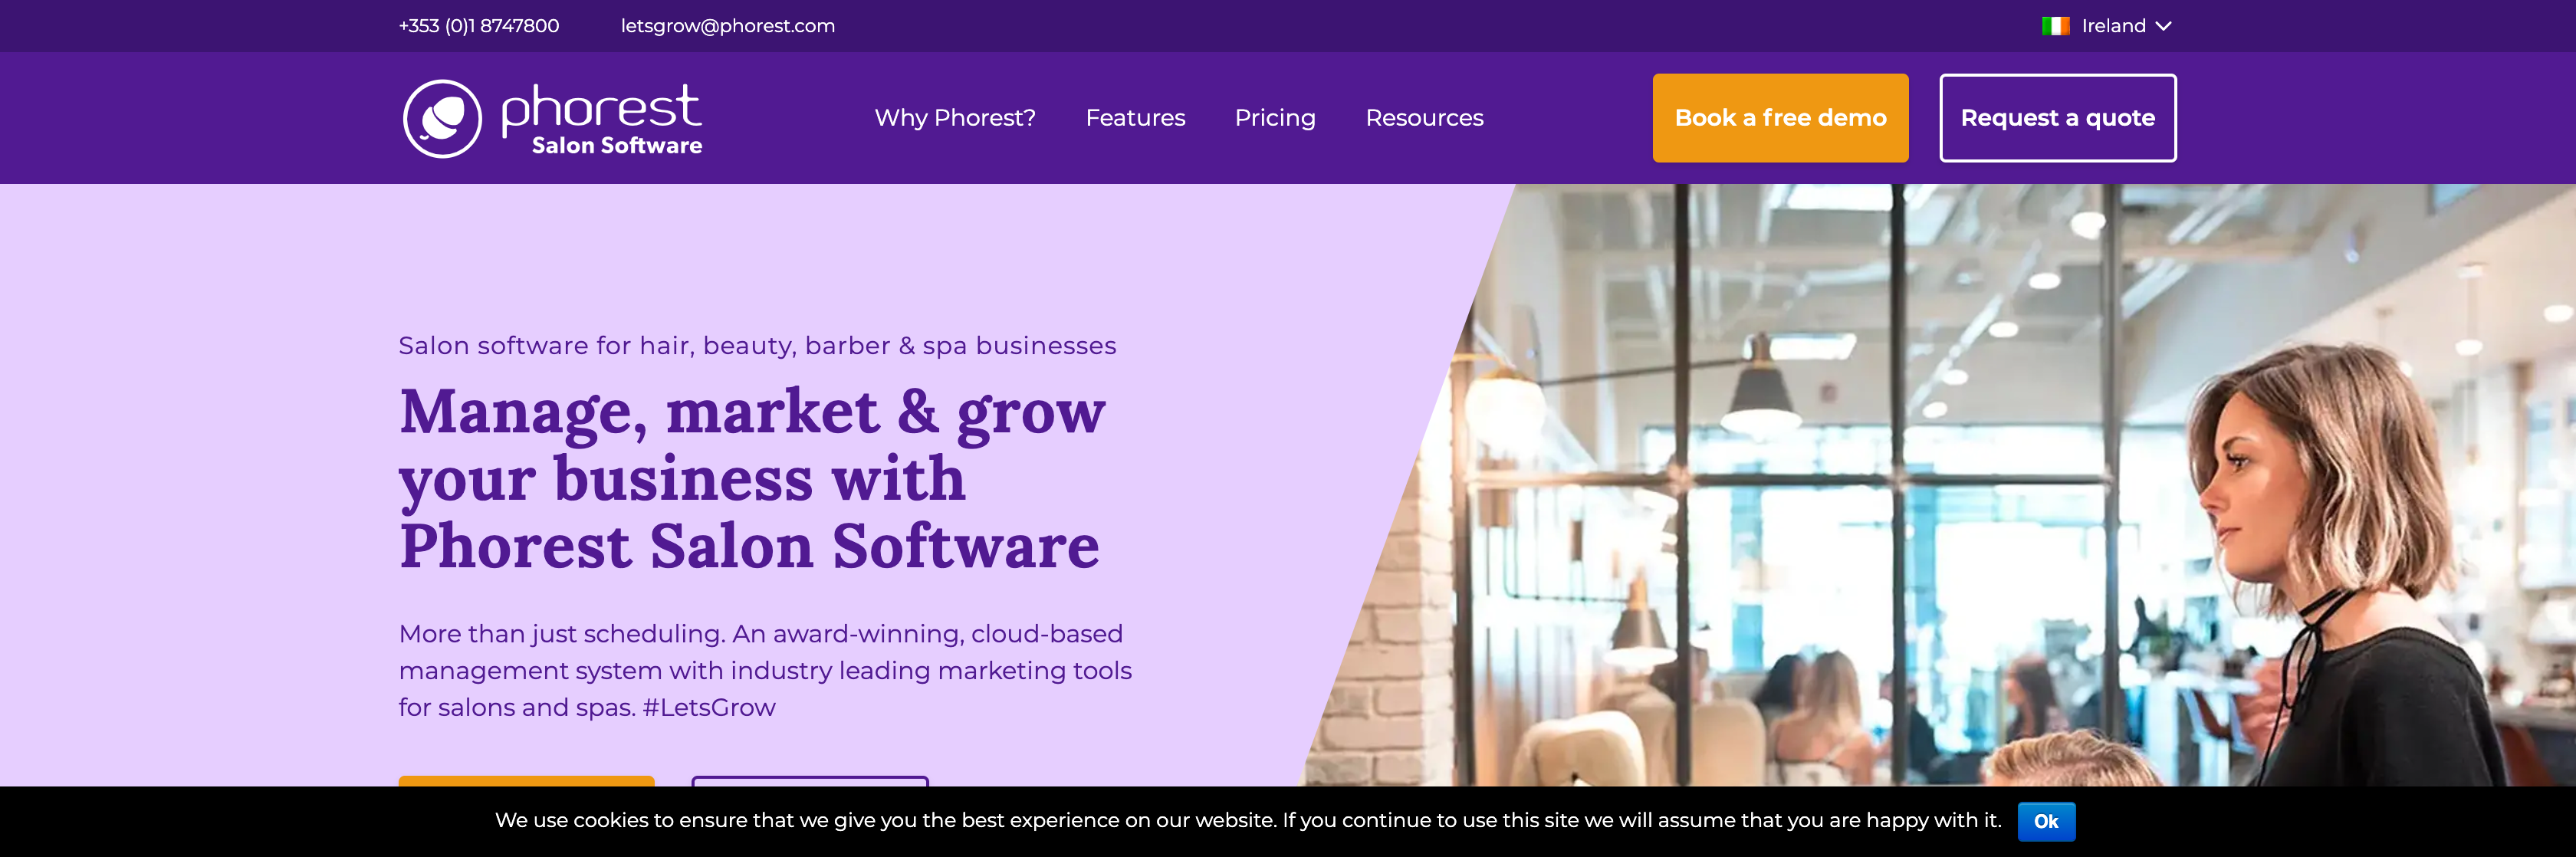 +353 (0)1 8747800 letsgrow@phorest.com Ireland
phorest
Salon Software
Why Phorest? Features Pricing Resources Book a free demo Request a quote
Salon software for hair, beauty, barber & spa businesses
Manage, market & grow
your business with
Phorest Salon Software
More than just scheduling. An award-winning, cloud-based
management system with industry leading marketing tools
for salons and spas. #LetsGrow
We use cookies to ensure that we give you the best experience on our website. If you continue to use this site we will assume that you are happy with it. Ok